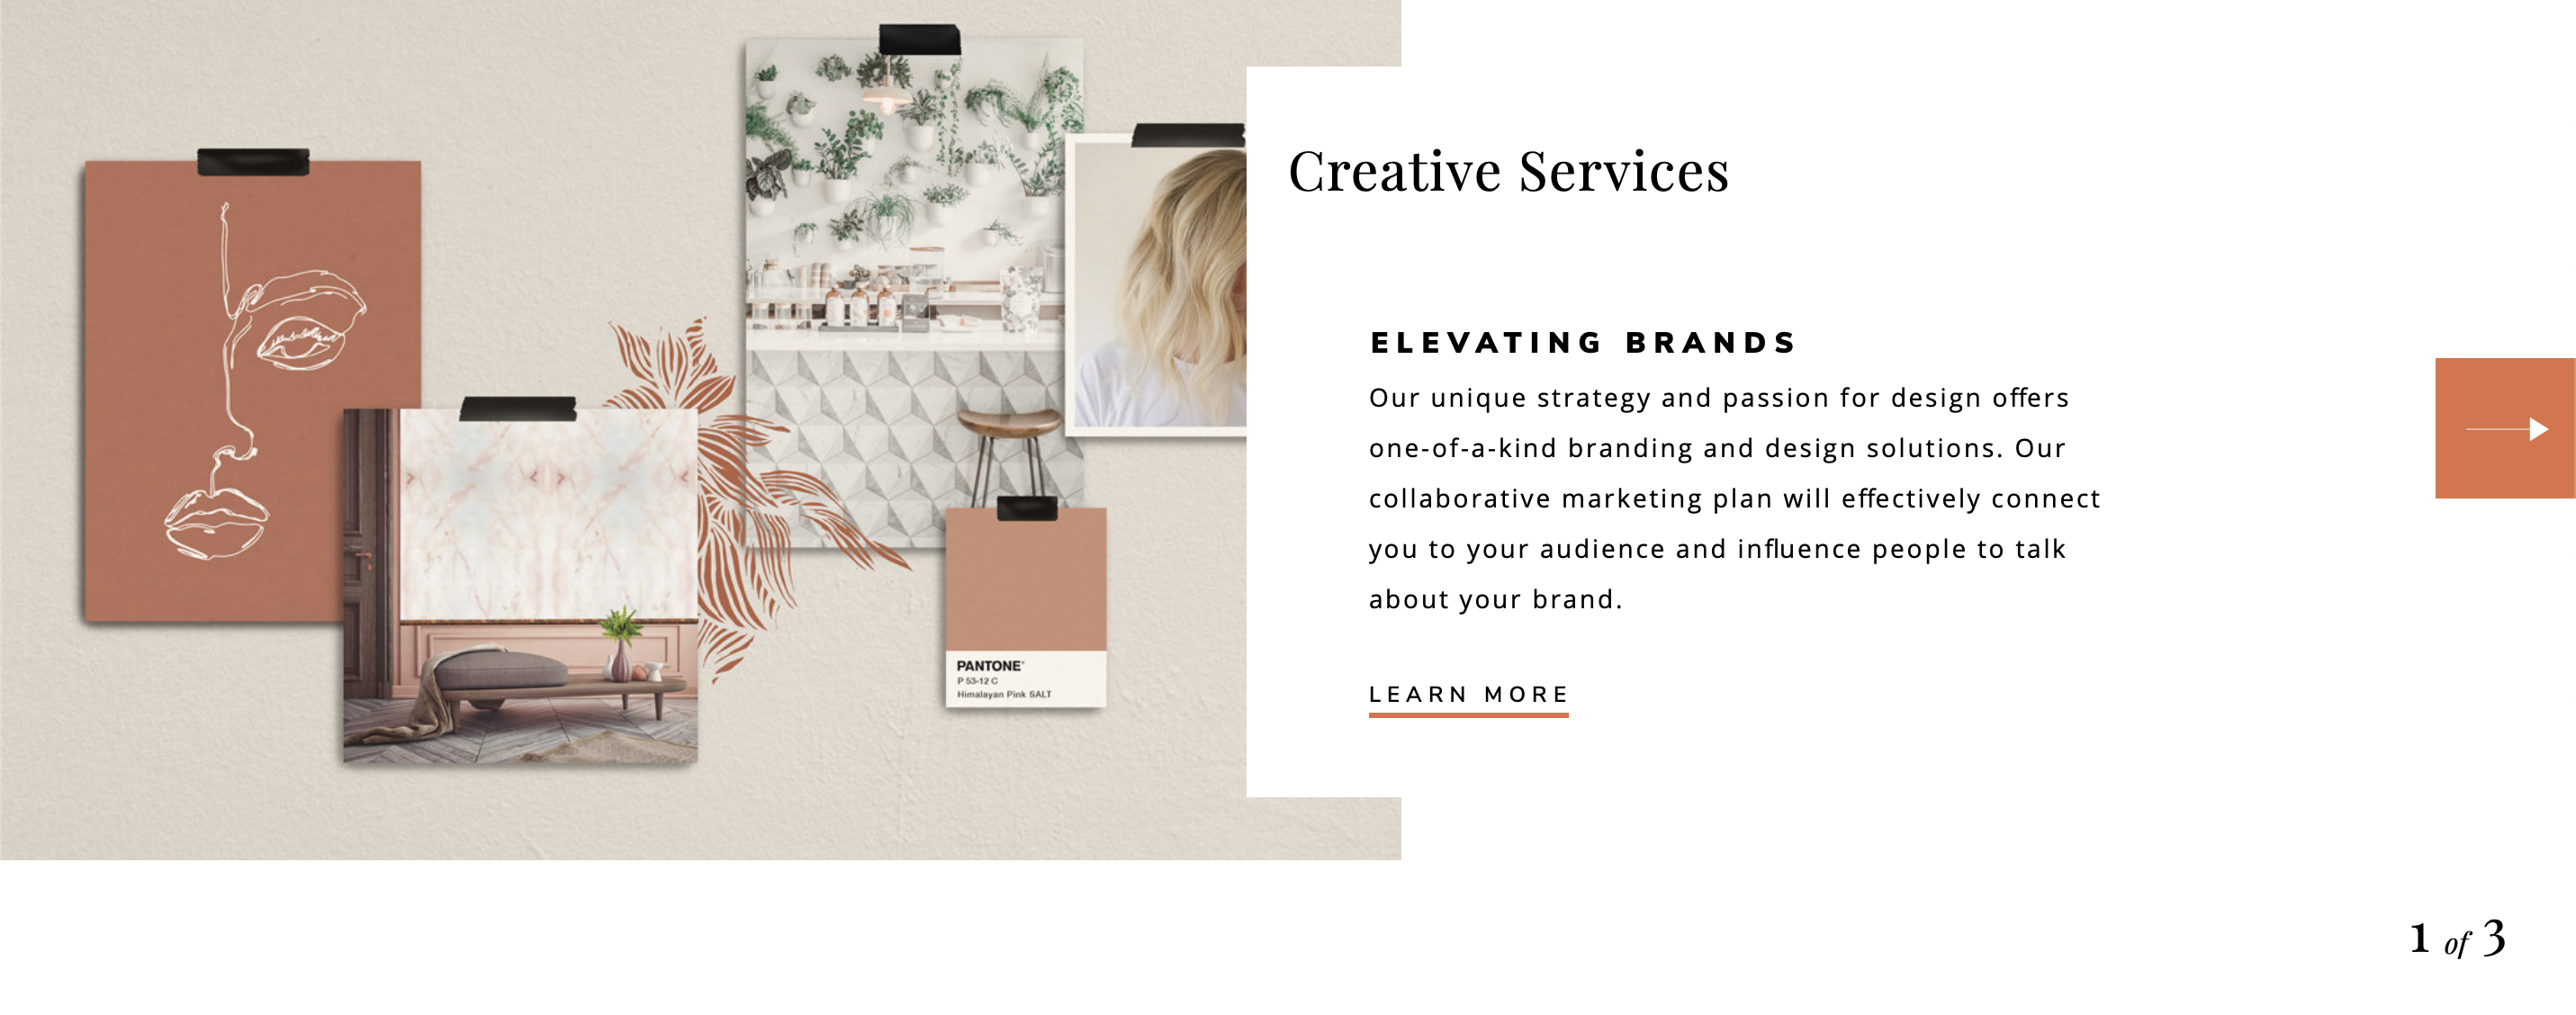 Creative Services
ELEVATING BRANDS
Our unique strategy and passion for design offers
one-of-a-kind branding and design solutions. Our
collaborative marketing plan will effectively connect
you to your audience and influence people to talk
about your brand.
LEARN MORE
PANTONE®
P 53-12 C
Himalayan Pink SALT
1 of 3